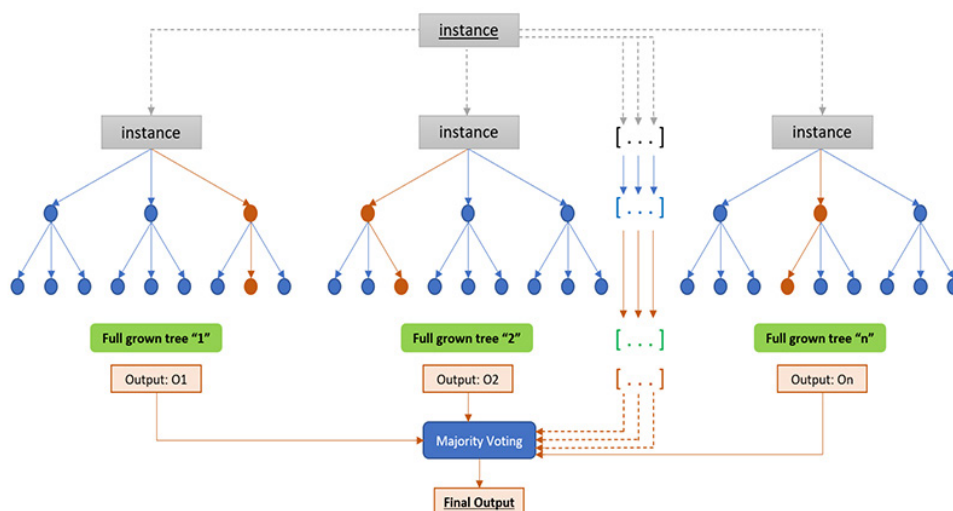 instance
instance
instance
[...]
instance
[...]
Full grown tree "1"
Full grown tree "2"
[...]
Full grown tree "n"
Output: O1
Output: O2
[...]
Output: On
Majority Voting
Final Output